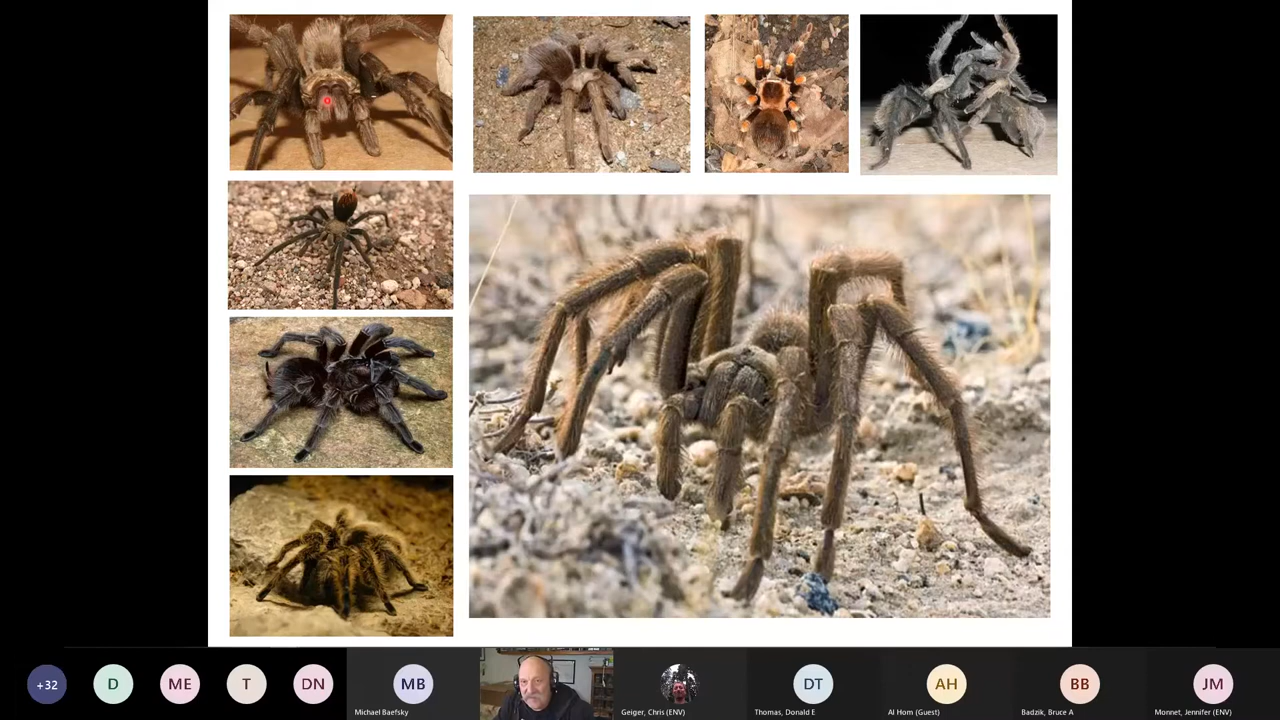 +32
D
ME
T
DN
MB
Michael Baefsky
Geiger, Chris (ENV)
DT
Thomas, Donald E
AH
Al Hom (Guest)
BB
Badzik, Bruce A
JM
Monnet, Jennifer (ENV)